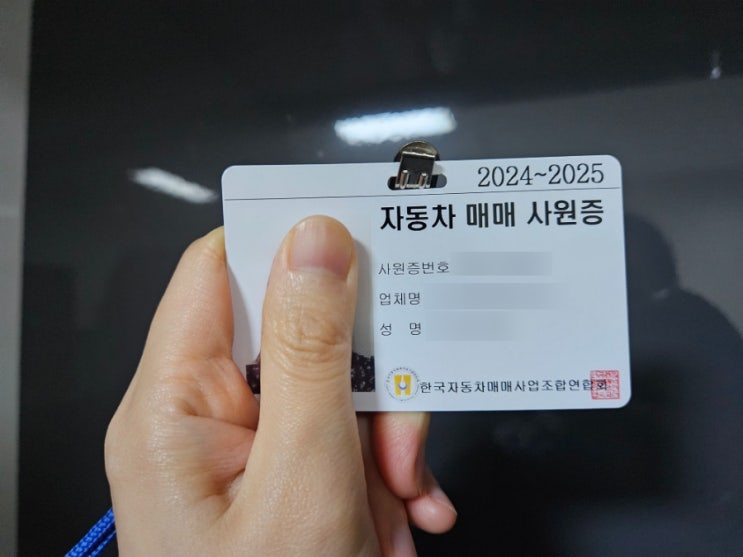 2024~2025
자동차 매매 사원증
사원증번호
업체명
성 명
한국자동차매매사업조합연합회